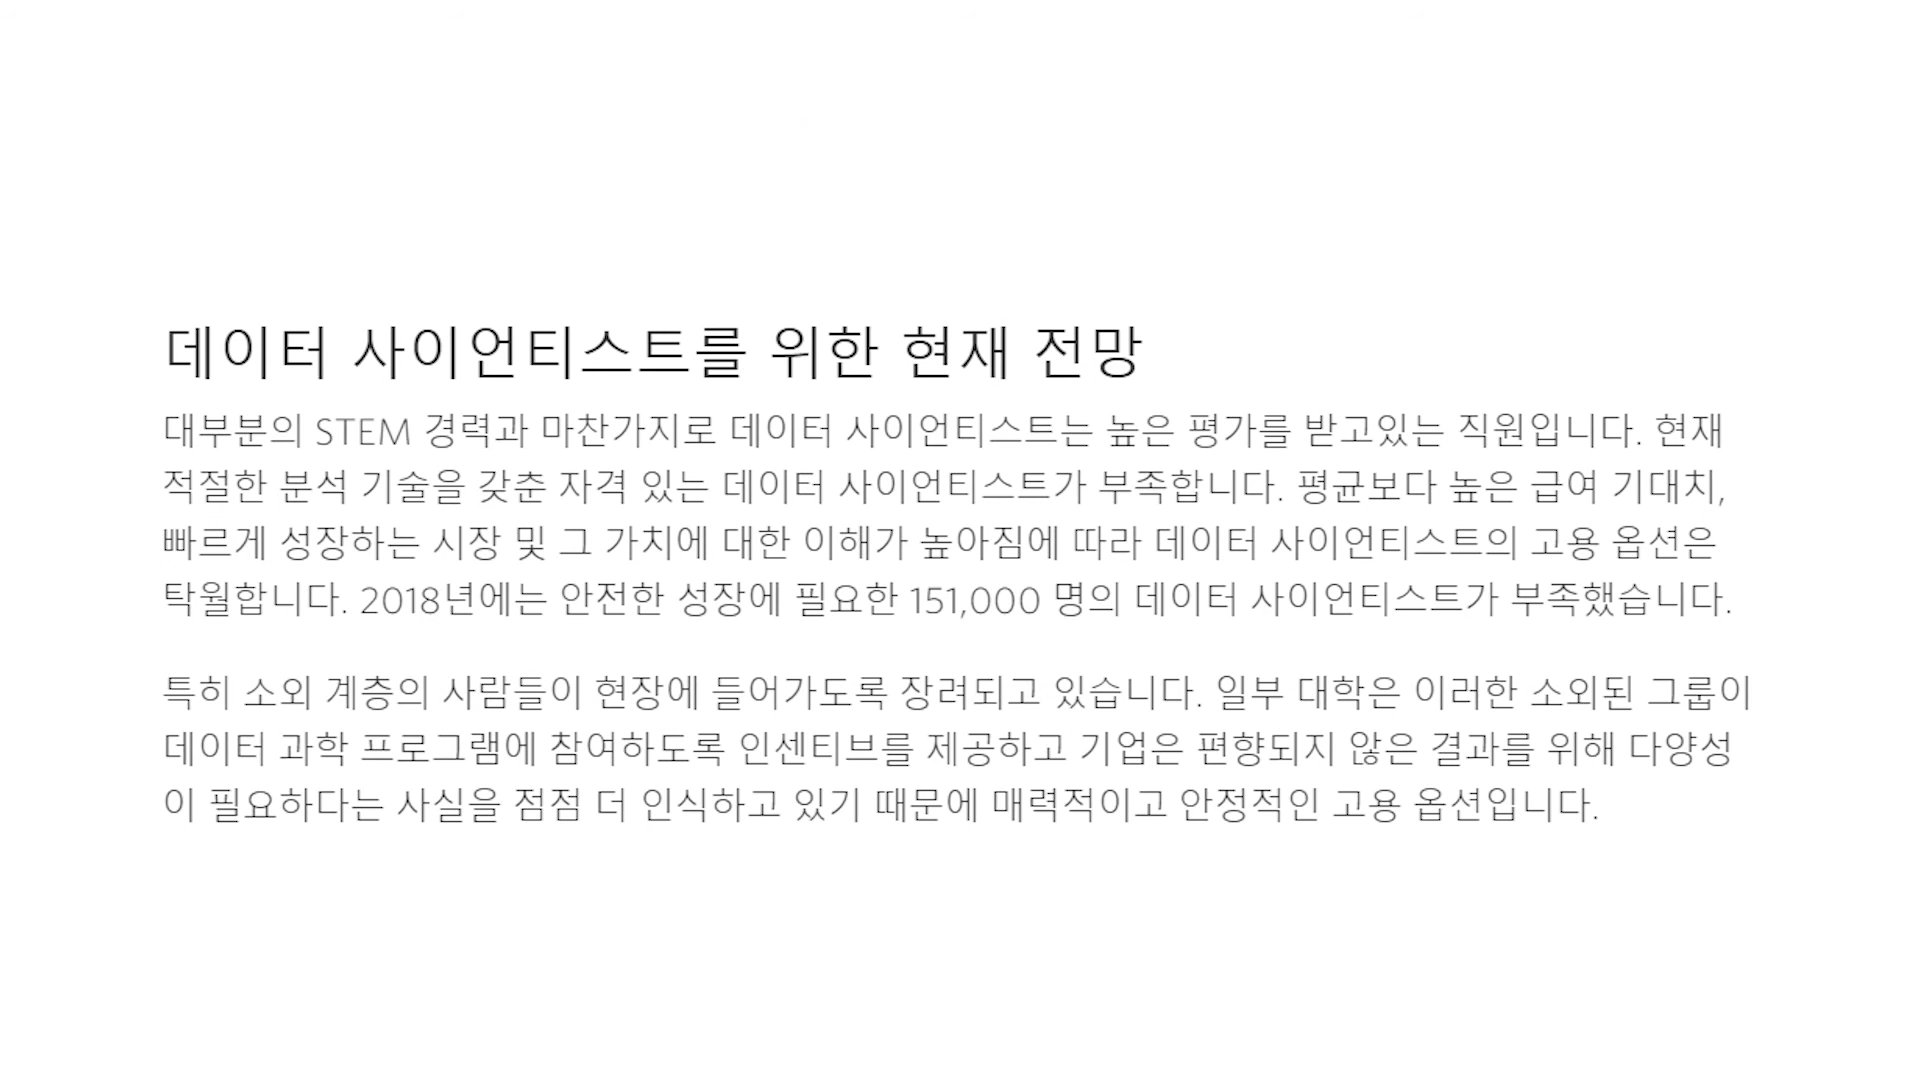 데이터 사이언티스트를 위한 현재 전망
대부분의 STEM 경력과 마찬가지로 데이터 사이언티스트는 높은 평가를 받고있는 직원입니다. 현재
적절한 분석 기술을 갖춘 자격 있는 데이터 사이언티스트가 부족합니다. 평균보다 높은 급여 기대치,
빠르게 성장하는 시장 및 그 가치에 대한 이해가 높아짐에 따라 데이터 사이언티스트의 고용 옵션은
탁월합니다. 2018년에는 안전한 성장에 필요한 151,000 명의 데이터 사이언티스트가 부족했습니다.
특히 소외 계층의 사람들이 현장에 들어가도록 장려되고 있습니다. 일부 대학은 이러한 소외된 그룹이
데이터 과학 프로그램에 참여하도록 인센티브를 제공하고 기업은 편향되지 않은 결과를 위해 다양성
이 필요하다는 사실을 점점 더 인식하고 있기 때문에 매력적이고 안정적인 고용 옵션입니다.